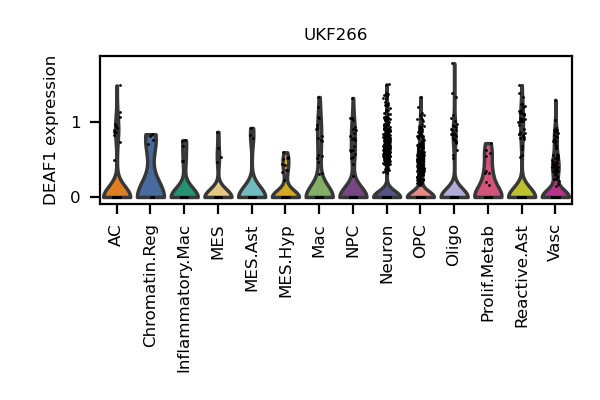 UKF266
DEAF1 expression
1
0
AC
Chromatin.Reg
Inflammatory.Mac
MES
MES.Ast
MES.Hyp
Mac
NPC
Neuron
OPC
Oligo
Prolif.Metab
Reactive.Ast
Vasc